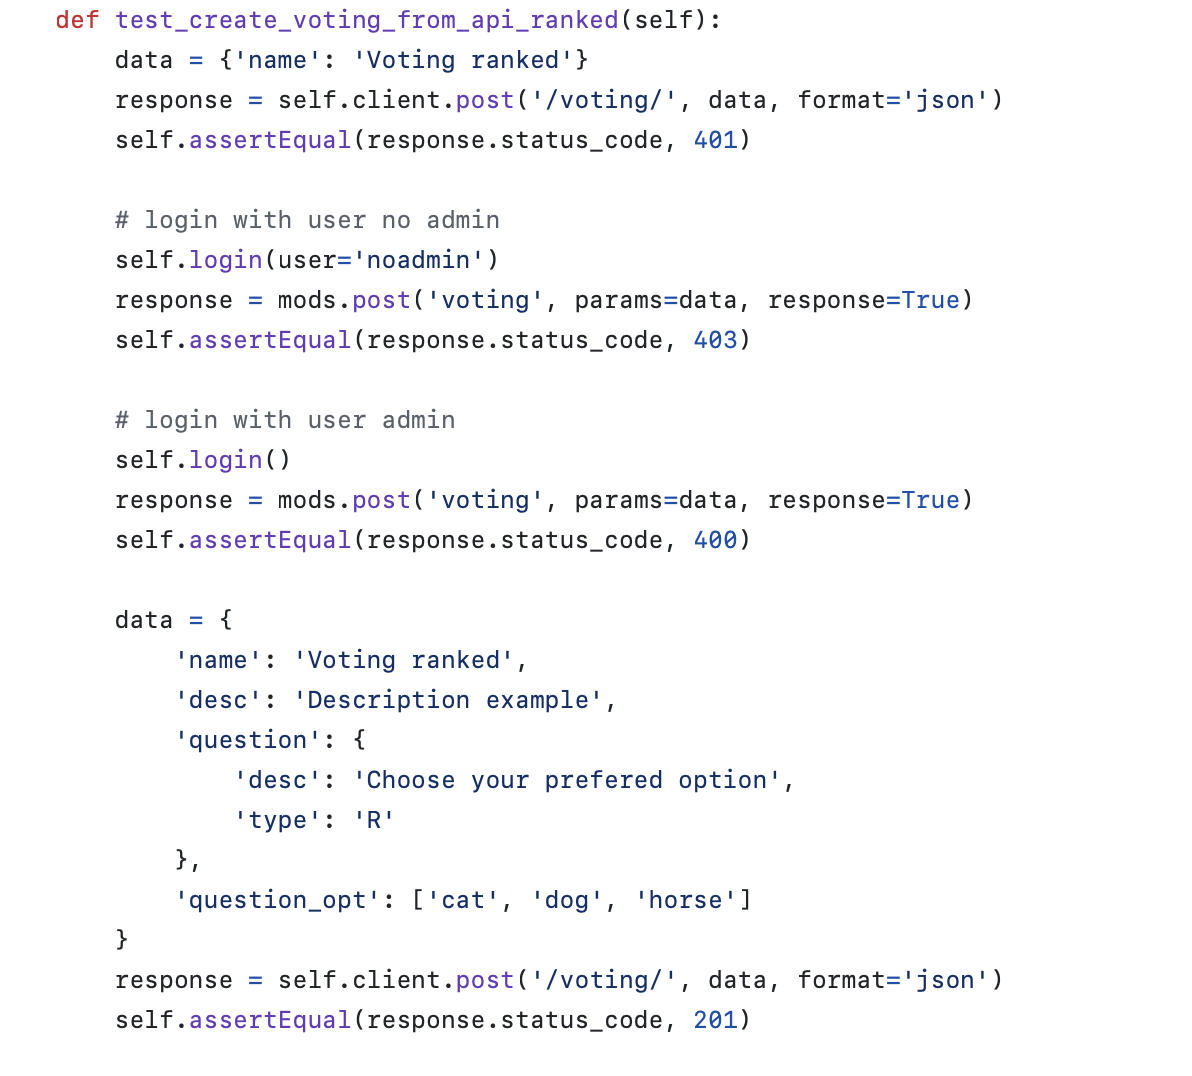 def test_create_voting_from_api_ranked(self):
    data = {'name': 'Voting ranked'}
    response = self.client.post('/voting/', data, format='json')
    self.assertEqual(response.status_code, 401)

    # login with user no admin
    self.login(user='noadmin')
    response = mods.post('voting', params=data, response=True)
    self.assertEqual(response.status_code, 403)

    # login with user admin
    self.login()
    response = mods.post('voting', params=data, response=True)
    self.assertEqual(response.status_code, 400)

    data = {
        'name': 'Voting ranked',
        'desc': 'Description example',
        'question': {
            'desc': 'Choose your prefered option',
            'type': 'R'
        },
        'question_opt': ['cat', 'dog', 'horse']
    }
    response = self.client.post('/voting/', data, format='json')
    self.assertEqual(response.status_code, 201)